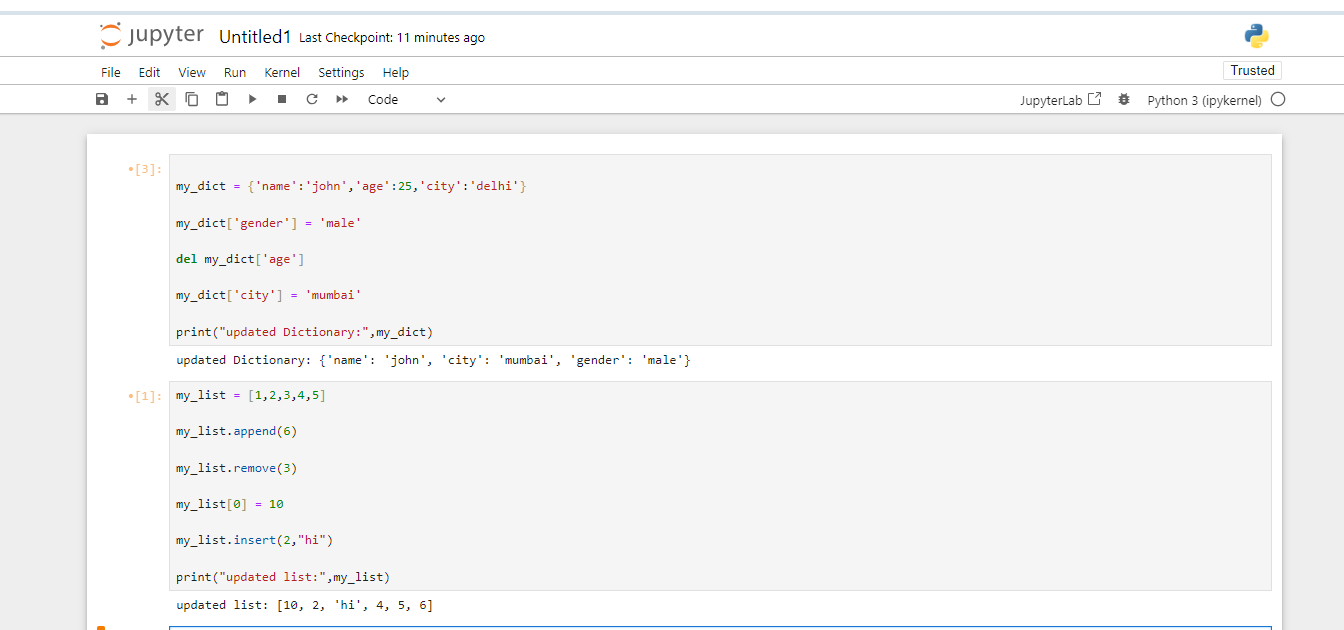 jupyter Untitled1 Last Checkpoint: 11 minutes ago
File Edit View Run Kernel Settings Help Trusted
Code JupyterLab Python 3 (ipykernel)
•[3]:
my_dict = {'name':'john','age':25,'city':'delhi'}
my_dict['gender'] = 'male'
del my_dict['age']
my_dict['city'] = 'mumbai'
print("updated Dictionary:",my_dict)
updated Dictionary: {'name': 'john', 'city': 'mumbai', 'gender': 'male'}
•[1]: my_list = [1,2,3,4,5]
my_list.append(6)
my_list.remove(3)
my_list[0] = 10
my_list.insert(2,"hi")
print("updated list:",my_list)
updated list: [10, 2, 'hi', 4, 5, 6]